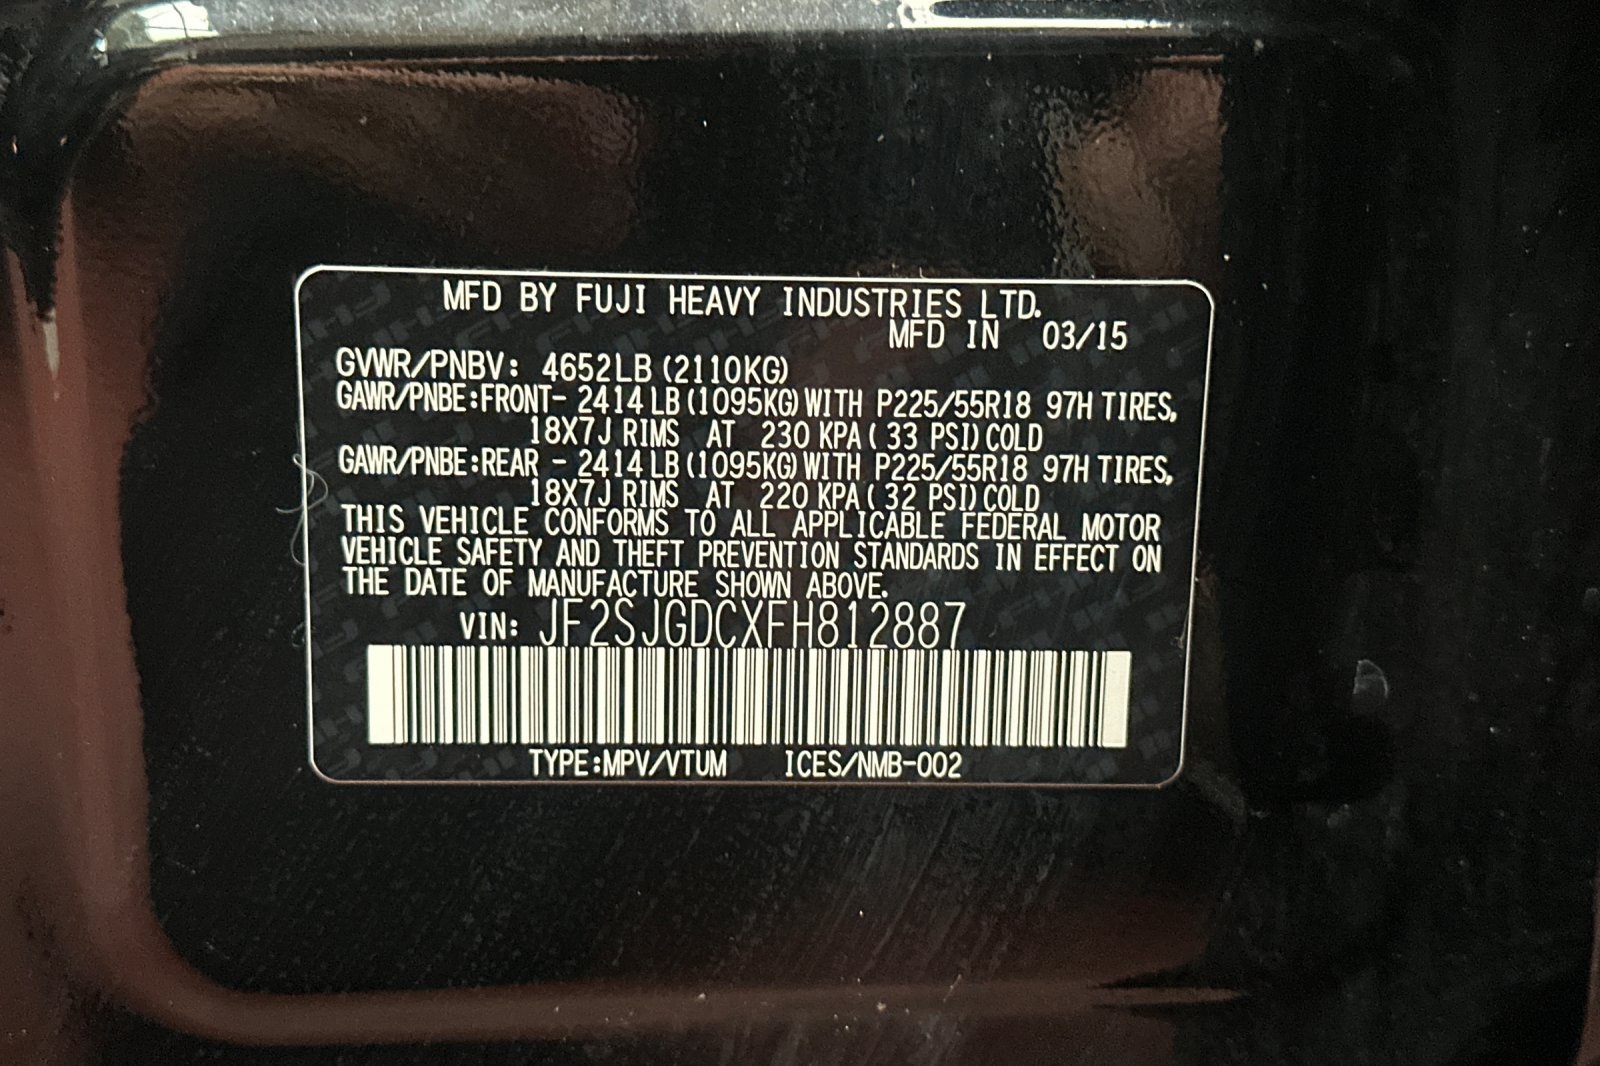 MFD BY FUJI HEAVY INDUSTRIES LTD.
MFD IN 03/15
GVWR/PNBV: 4652LB (2110KG)
GAWR/PNBE:FRONT- 2414 LB (1095KG) WITH P225/55R18 97H TIRES,
18X7J RIMS AT 230 KPA ( 33 PSI) COLD
GAWR/PNBE:REAR - 2414 LB (1095KG) WITH P225/55R18 97H TIRES,
18X7J RIMS AT 220 KPA ( 32 PSI) COLD
THIS VEHICLE CONFORMS TO ALL APPLICABLE FEDERAL MOTOR
VEHICLE SAFETY AND THEFT PREVENTION STANDARDS IN EFFECT ON
THE DATE OF MANUFACTURE SHOWN ABOVE.
VIN: JF2SJGDCXFH812887
TYPE:MPV/VTUM ICES/NMB-002